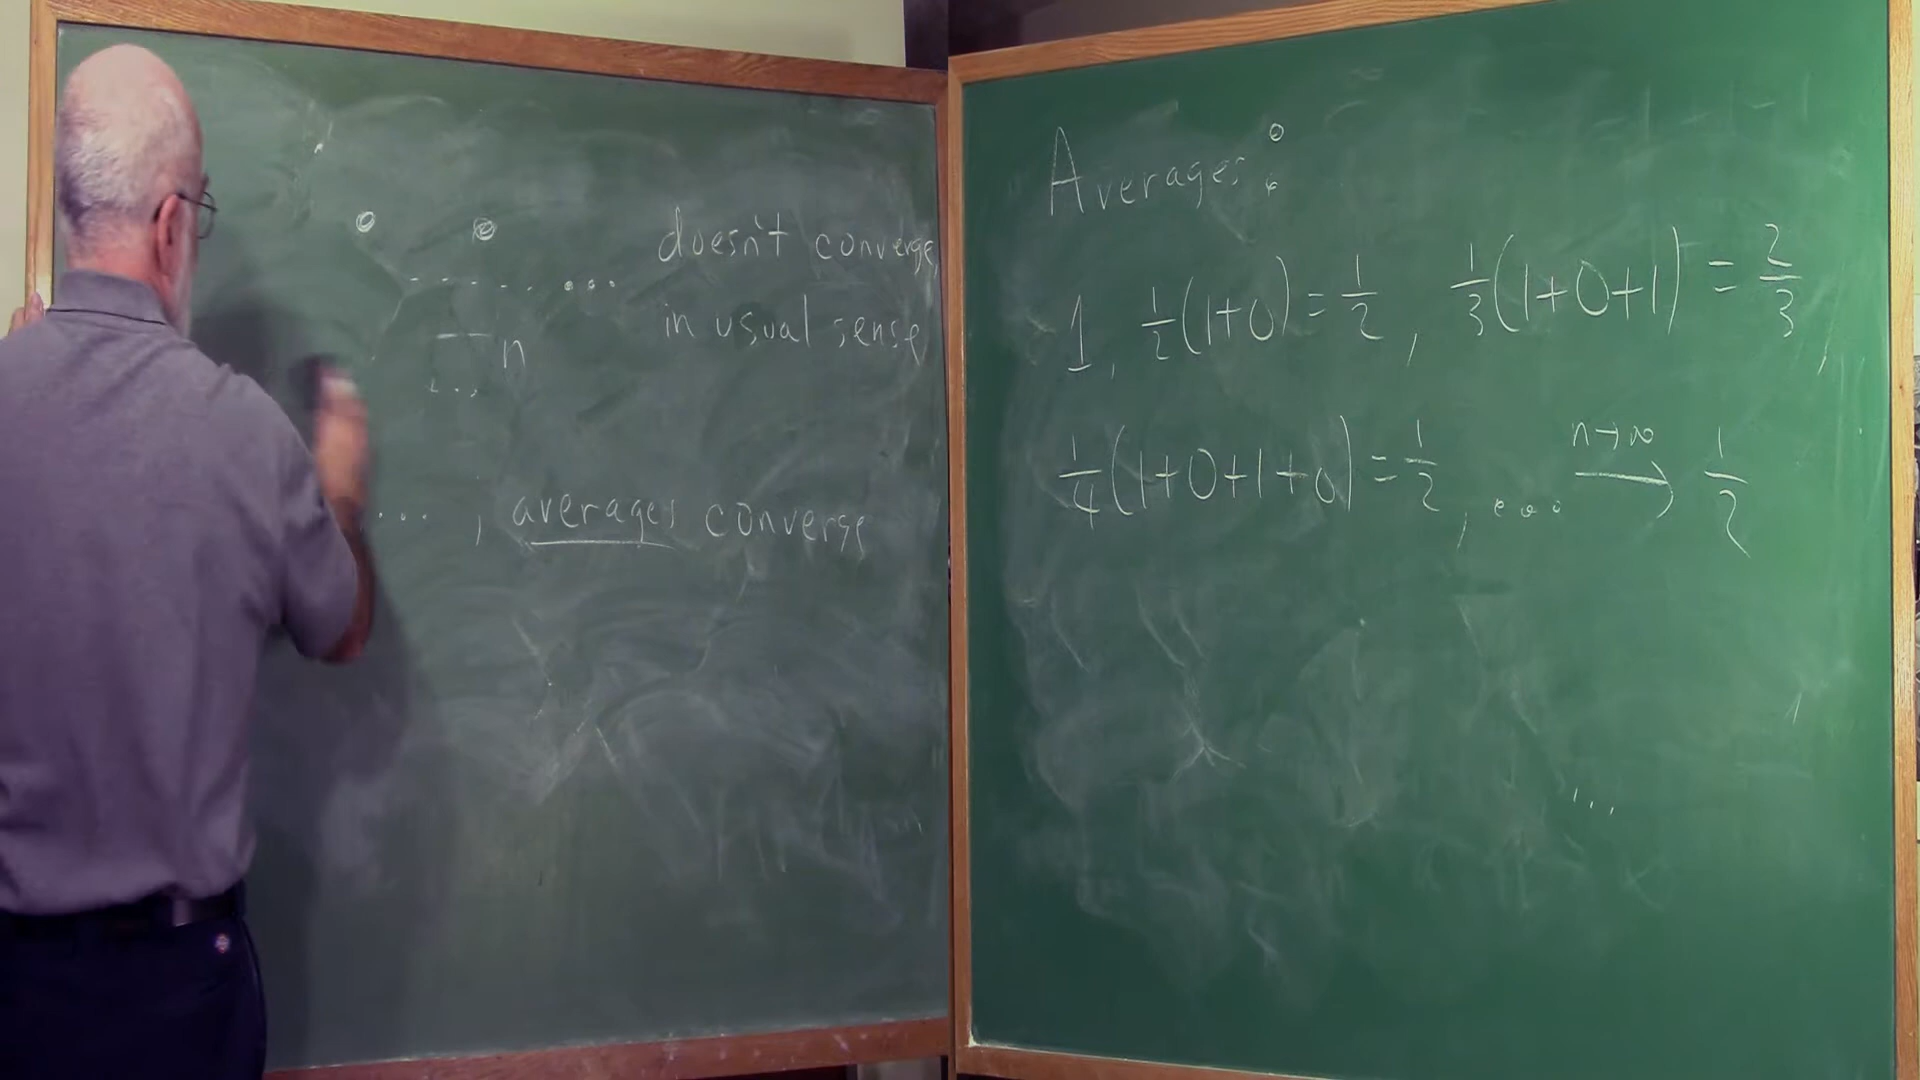 doesn't converge,
in usual sense
n
..., averages converge
Averages:
1, 1/2(1+0) = 1/2, 1/3(1+0+1) = 2/3,
1/4(1+0+1+0) = 1/2, ... n→∞ → 1/2
...